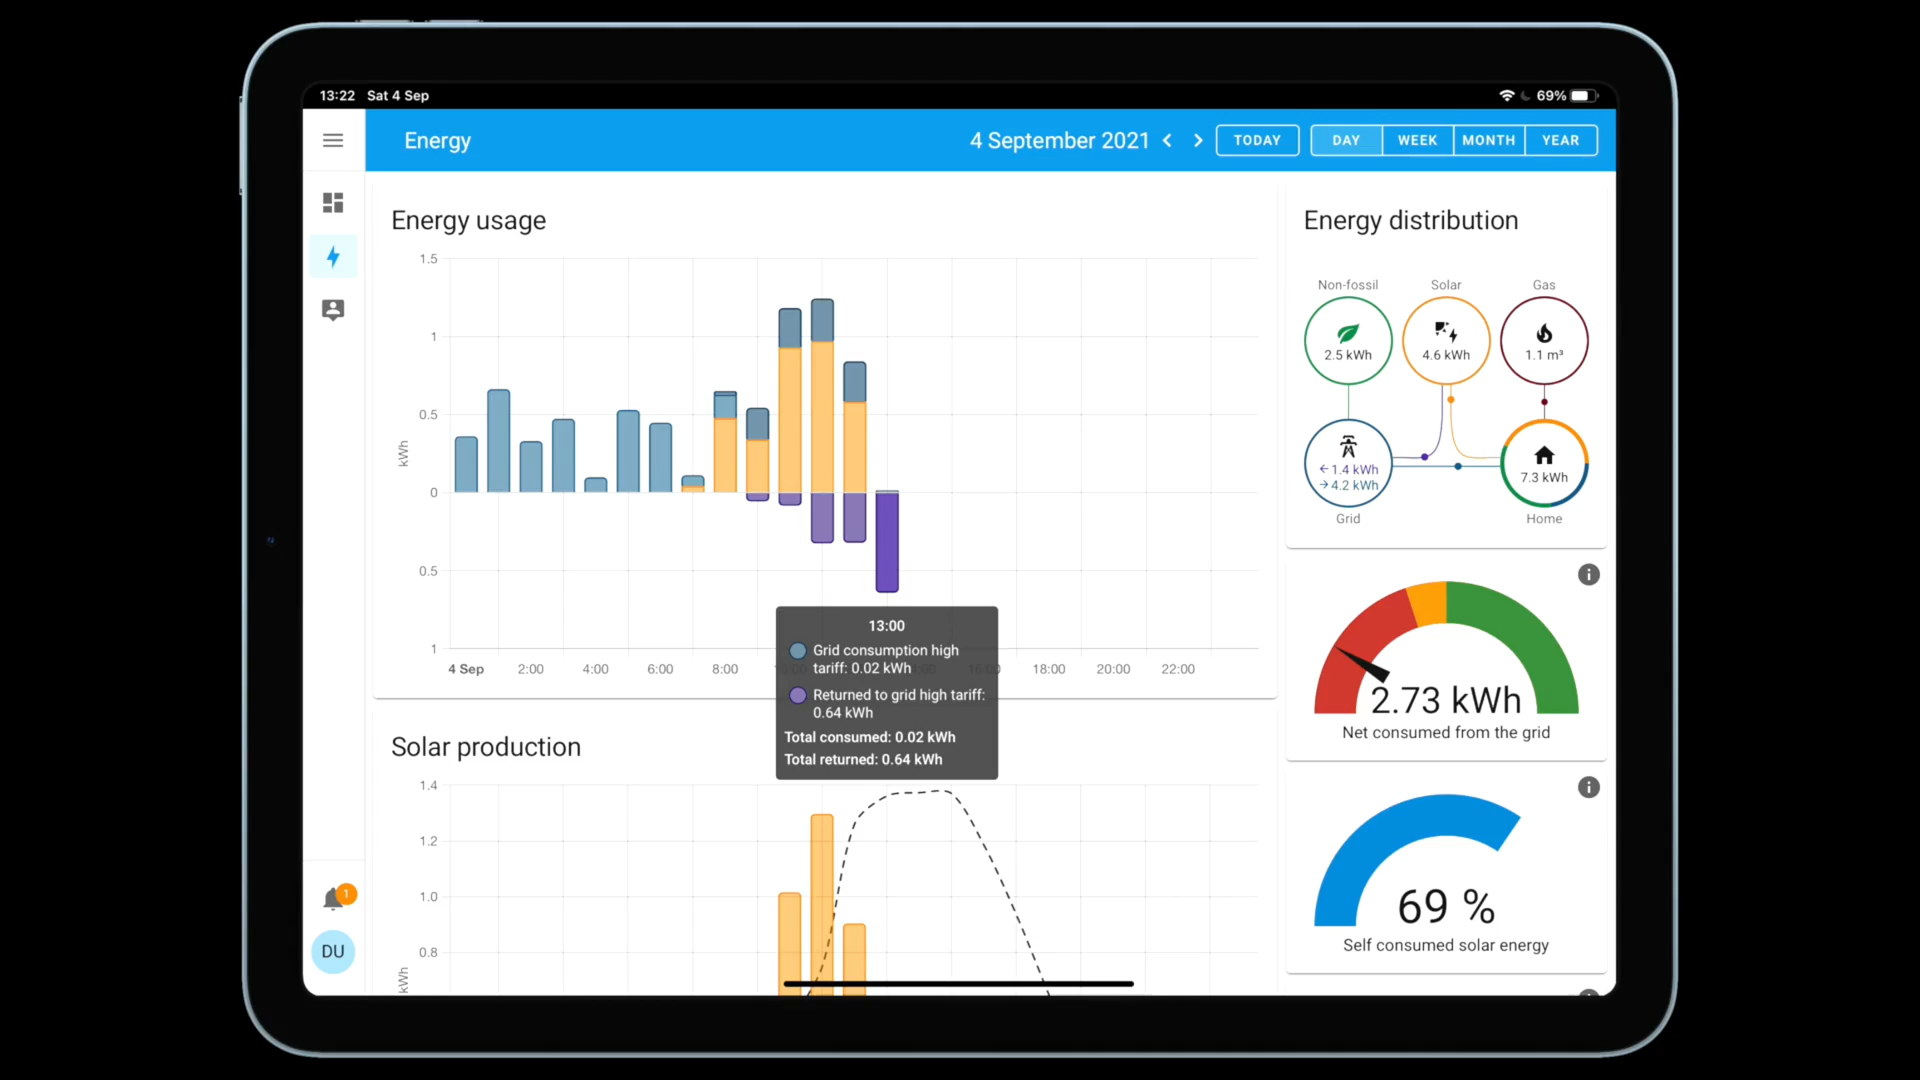 13:22 Sat 4 Sep
69%
Energy
4 September 2021
TODAY
DAY
WEEK
MONTH
YEAR
Energy usage
1.5
1
0.5
0
0.5
1
kWh
4 Sep
2:00
4:00
6:00
8:00
16:00
18:00
20:00
22:00
13:00
Grid consumption high
tariff: 0.02 kWh
Returned to grid high tariff:
0.64 kWh
Total consumed: 0.02 kWh
Total returned: 0.64 kWh
Solar production
1.4
1.2
1.0
0.8
kWh
Energy distribution
Non-fossil
Solar
Gas
2.5 kWh
4.6 kWh
1.1 m³
←1.4 kWh
→4.2 kWh
7.3 kWh
Grid
Home
2.73 kWh
Net consumed from the grid
69 %
Self consumed solar energy
1
DU